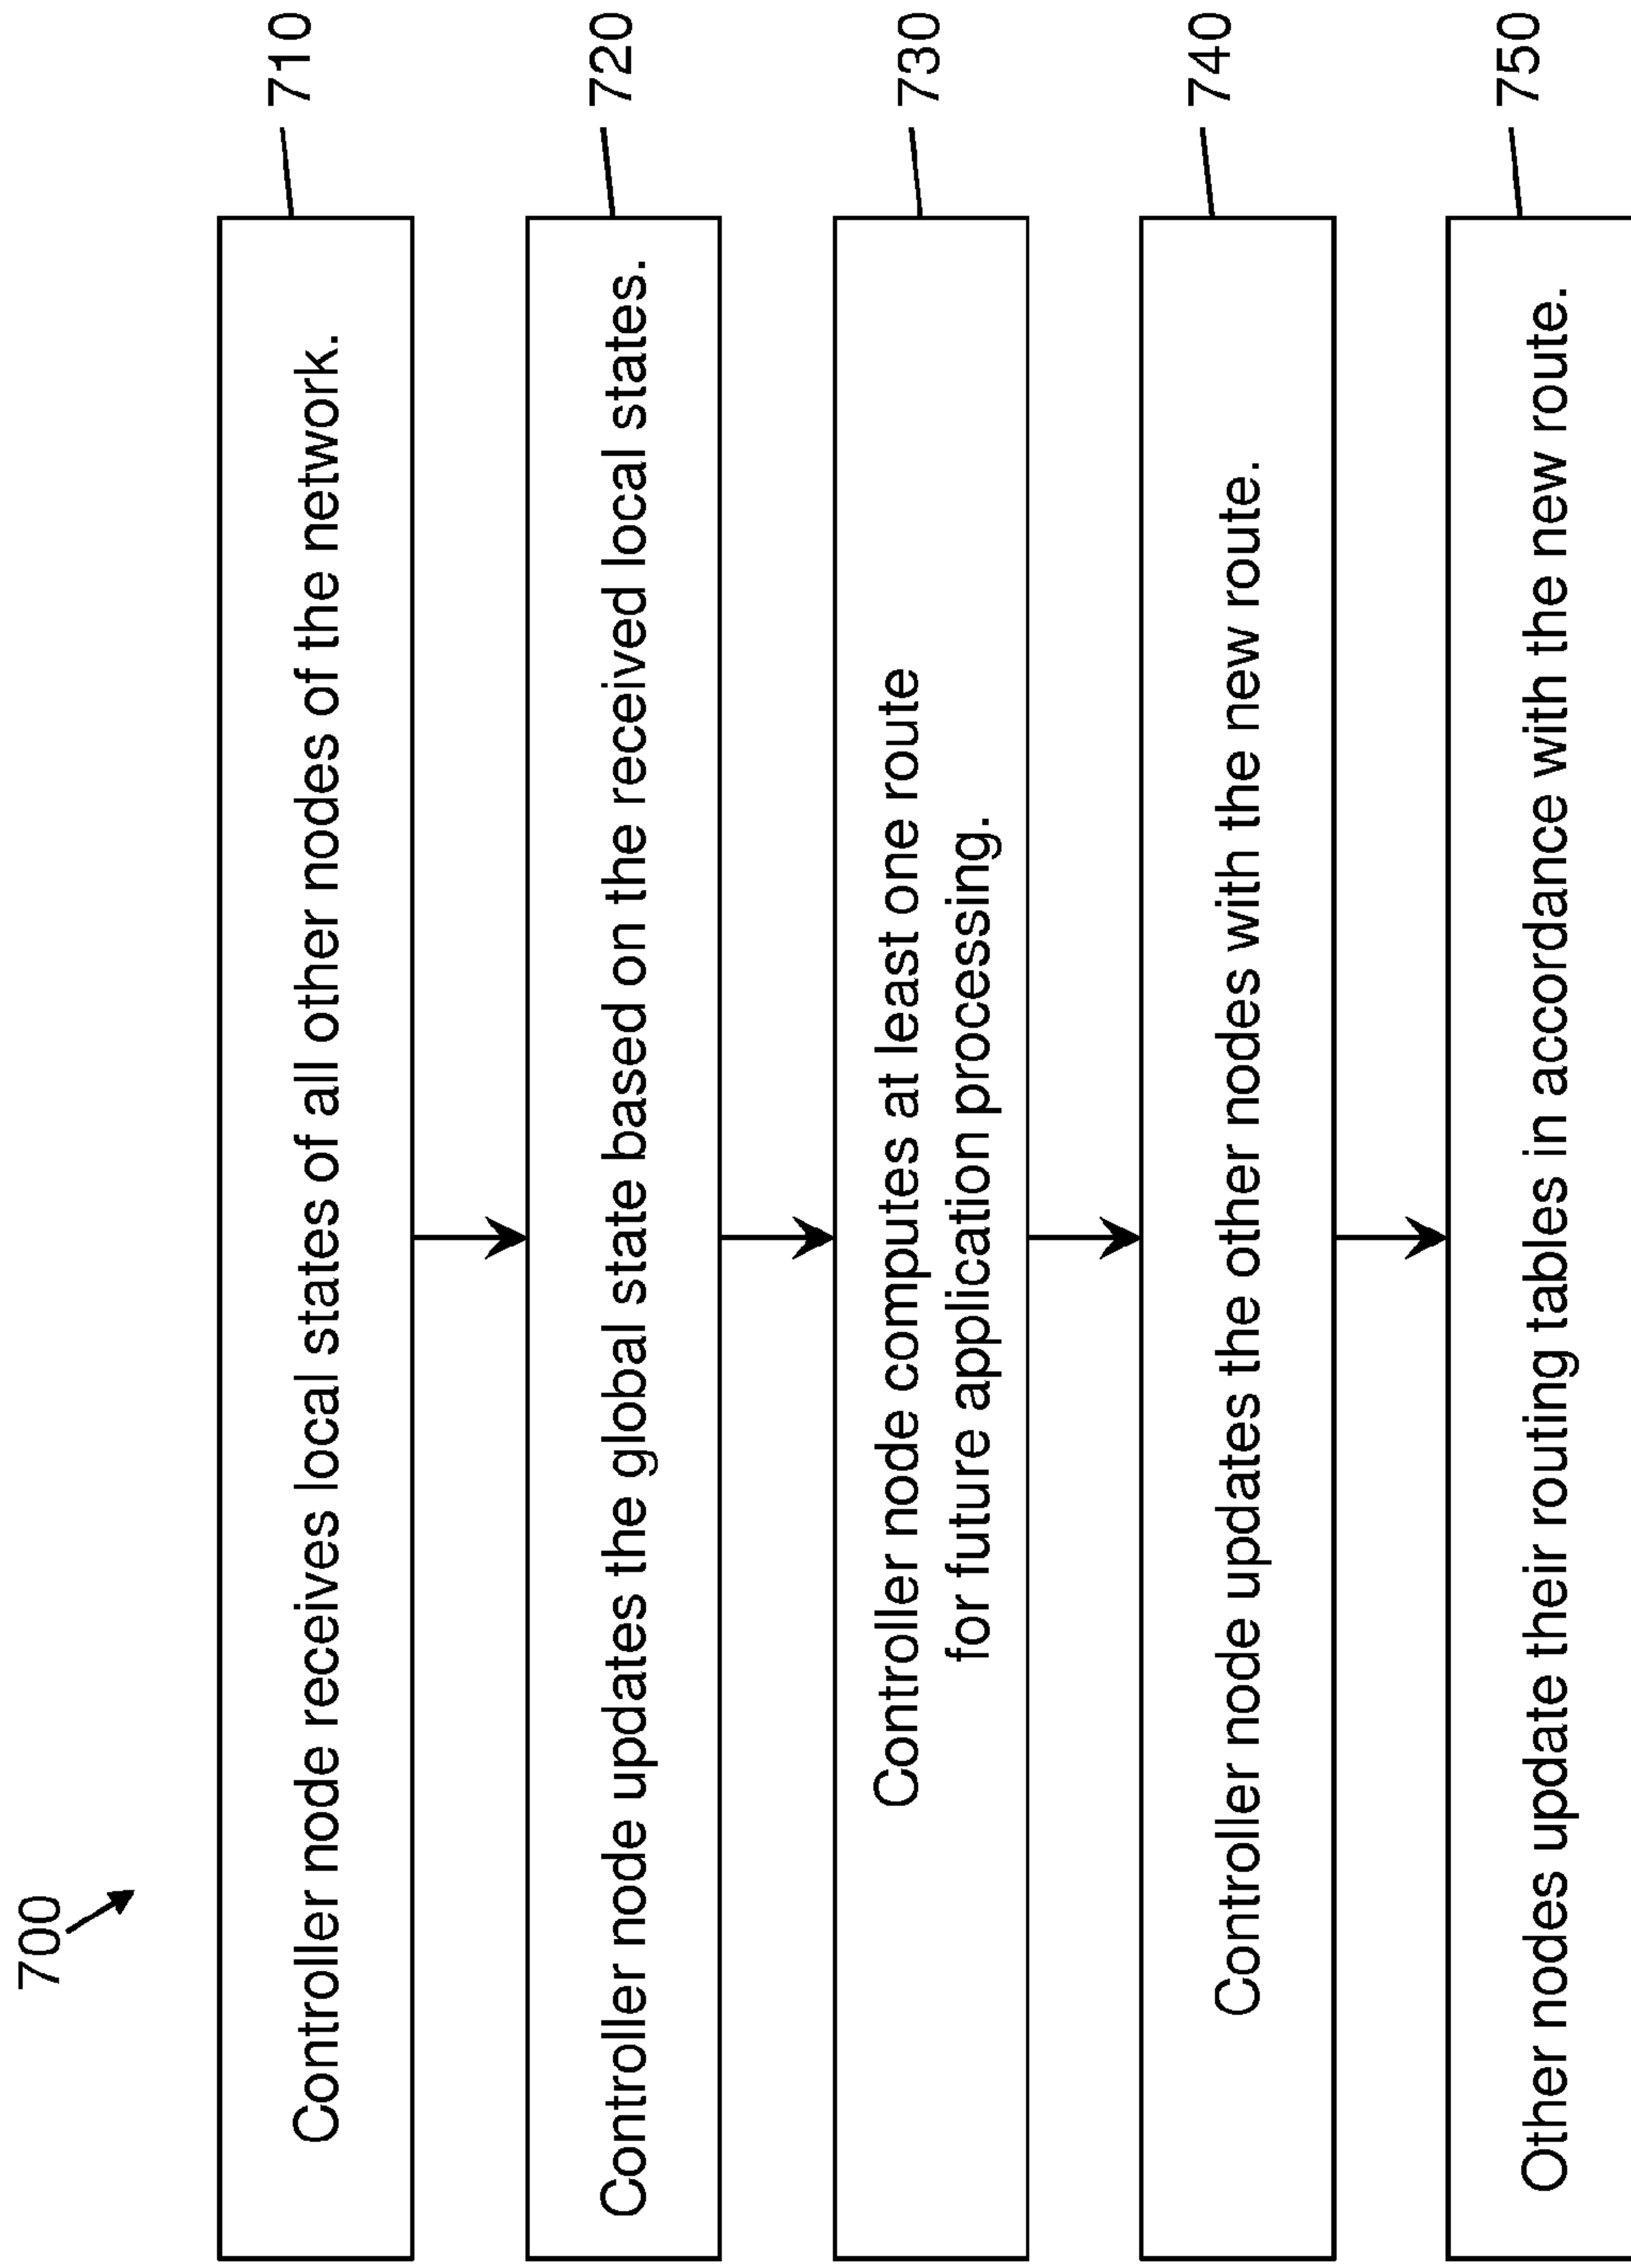 700
Controller node receives local states of all other nodes of the network.
710
Controller node updates the global state based on the received local states.
720
Controller node computes at least one route
for future application processing.
730
Controller node updates the other nodes with the new route.
740
Other nodes update their routing tables in accordance with the new route.
750